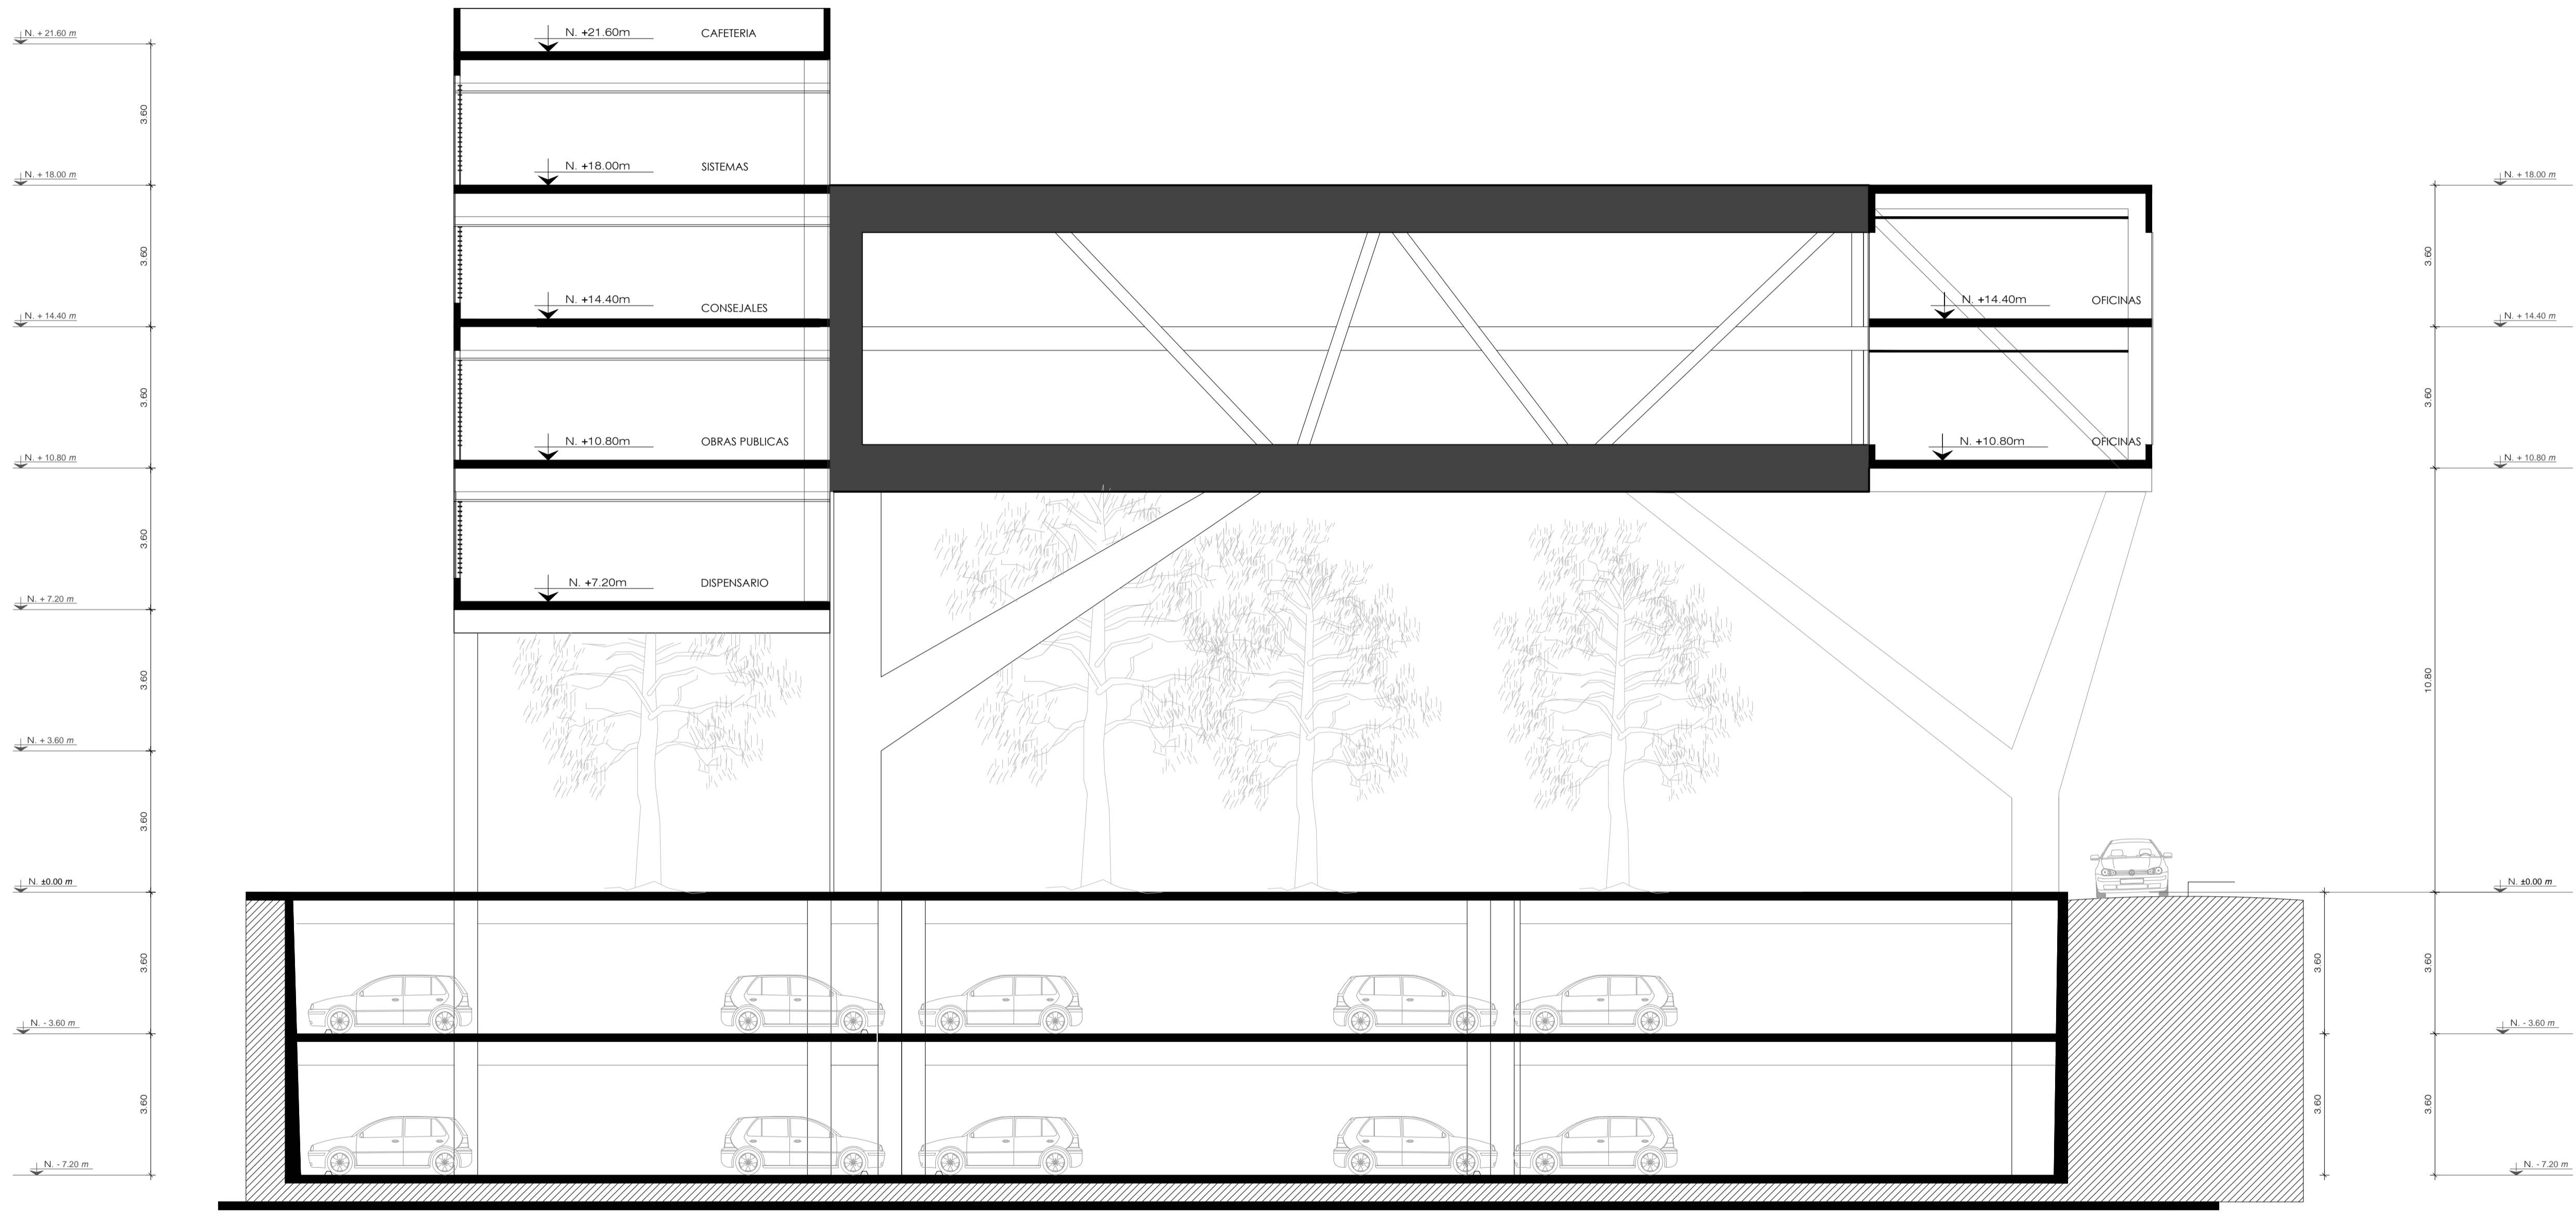 N. + 21.60 m
N. +21.60m CAFETERIA
3.60
N. + 18.00 m
N. +18.00m SISTEMAS
N. + 18.00 m
3.60
3.60
N. + 14.40 m
N. +14.40m CONSEJALES
N. +14.40m OFICINAS
N. + 14.40 m
3.60
3.60
N. + 10.80 m
N. +10.80m OBRAS PUBLICAS
N. +10.80m OFICINAS
N. + 10.80 m
3.60
N. + 7.20 m
N. +7.20m DISPENSARIO
3.60
10.80
N. + 3.60 m
3.60
N. ±0.00 m
N. ±0.00 m
3.60
3.60
3.60
N. - 3.60 m
N. - 3.60 m
3.60
3.60
3.60
N. - 7.20 m
N. - 7.20 m